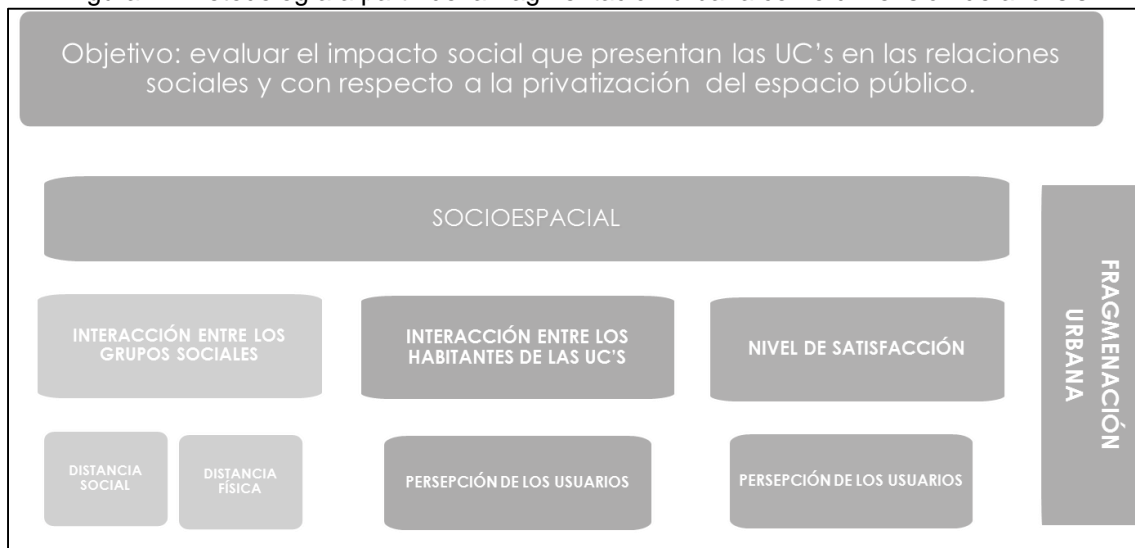 Objetivo: evaluar el impacto social que presentan las UC's en las relaciones
sociales y con respecto a la privatización del espacio público.
SOCIOESPACIAL
INTERACCIÓN ENTRE LOS
GRUPOS SOCIALES
INTERACCIÓN ENTRE LOS
HABITANTES DE LAS UC'S
NIVEL DE SATISFACCIÓN
DISTANCIA
SOCIAL
DISTANCIA
FÍSICA
PERSEPCIÓN DE LOS USUARIOS
PERSEPCIÓN DE LOS USUARIOS
FRAGMENACIÓN
URBANA